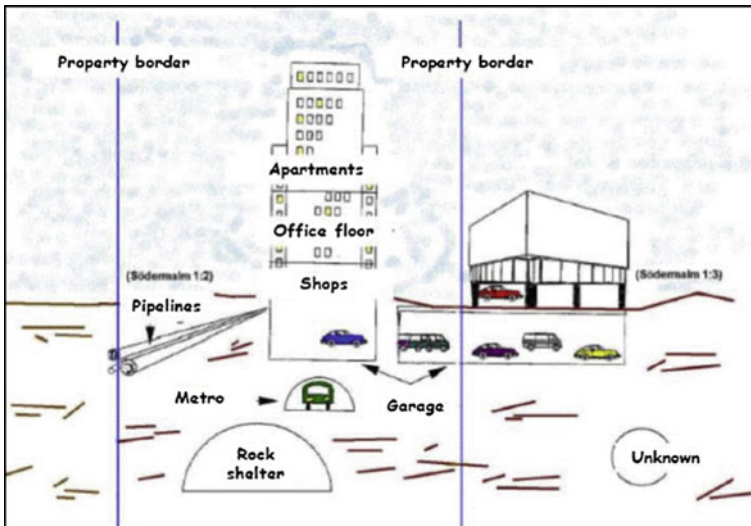 Property border
Property border
Apartments
Office floor
(Södermalm 1:2)
(Södermalm 1:3)
Shops
Pipelines
Metro
Garage
Rock
shelter
Unknown